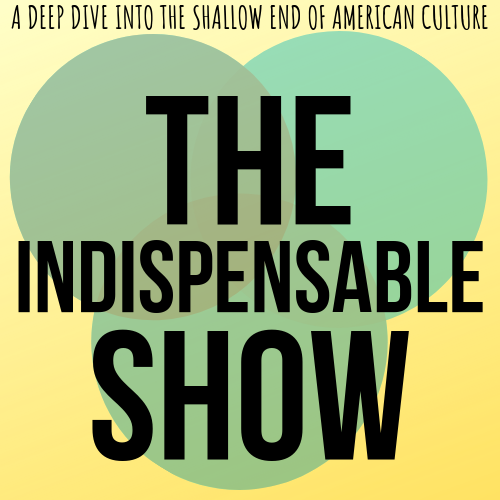 A DEEP DIVE INTO THE SHALLOW END OF AMERICAN CULTURE
THE
INDISPENSABLE
SHOW